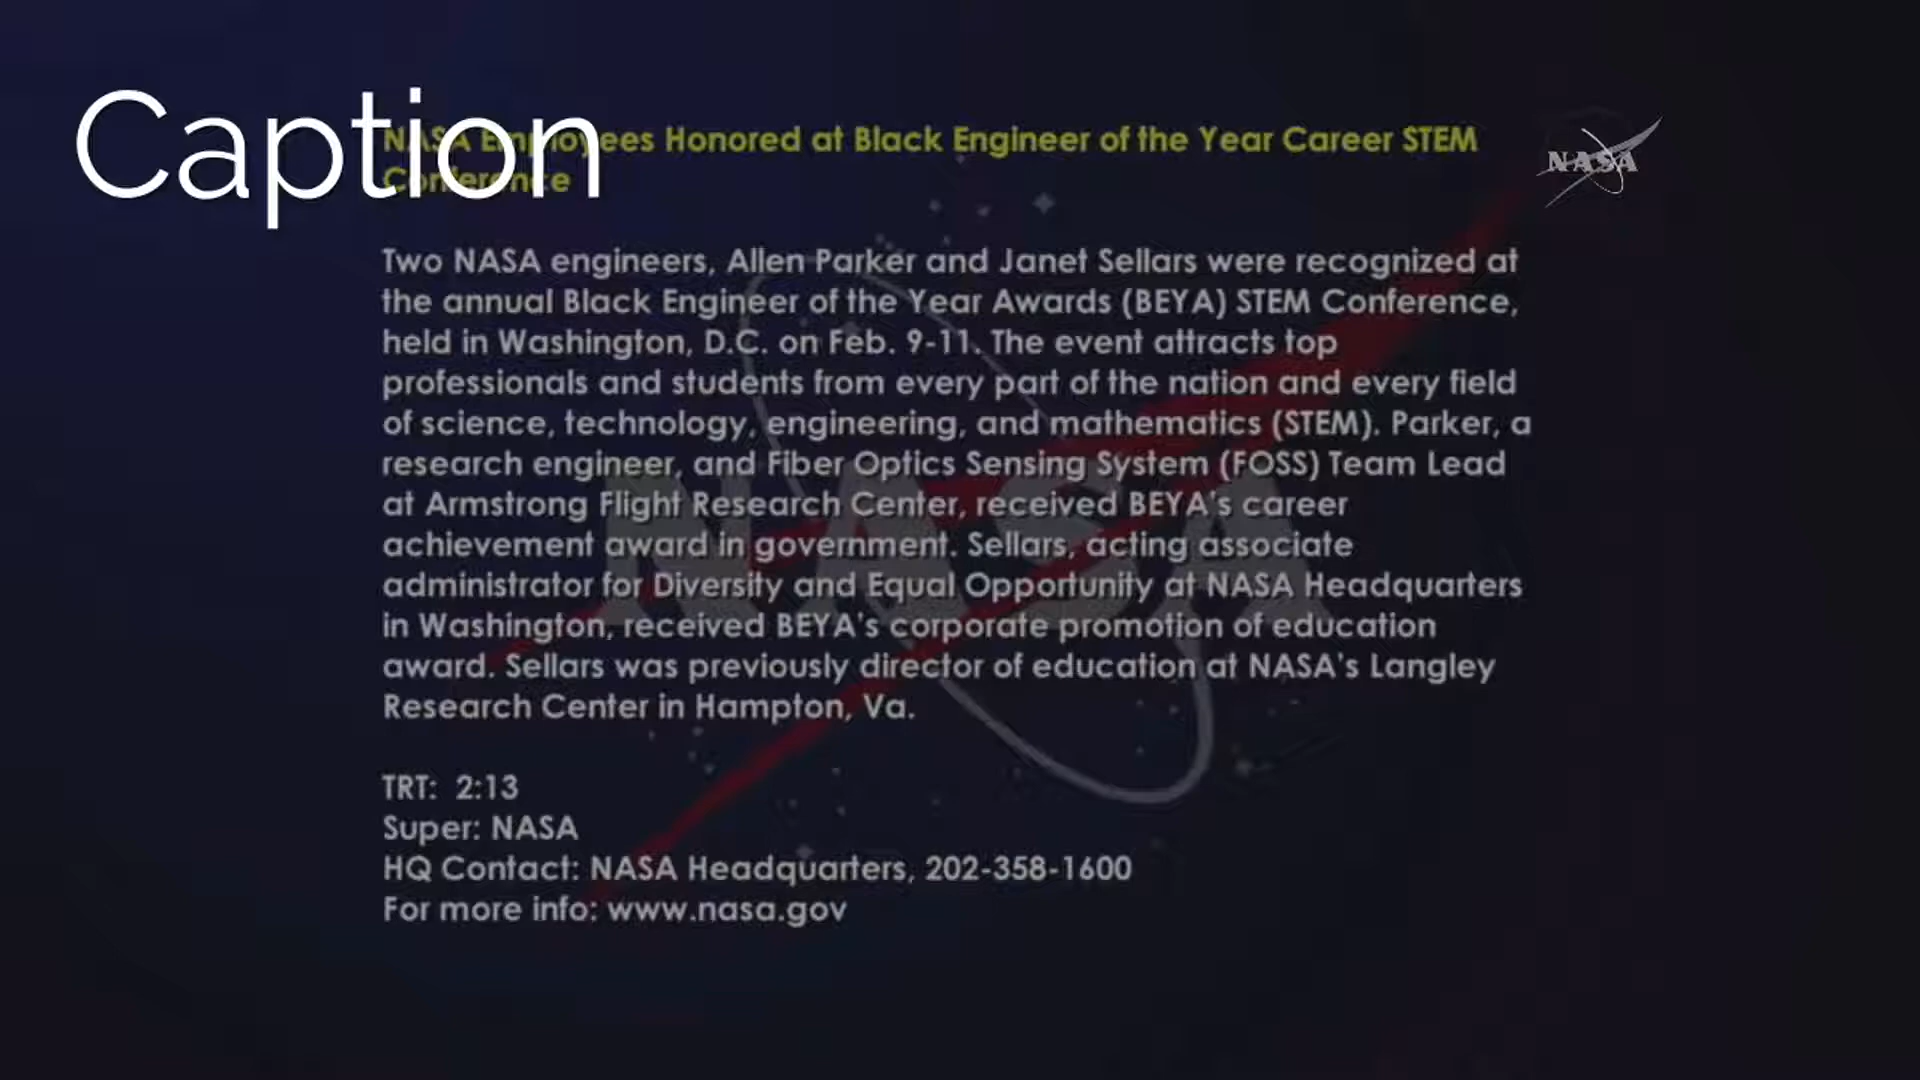 Caption
NASA Employees Honored at Black Engineer of the Year Career STEM
Conference
NASA
Two NASA engineers, Allen Parker and Janet Sellars were recognized at
the annual Black Engineer of the Year Awards (BEYA) STEM Conference,
held in Washington, D.C. on Feb. 9-11. The event attracts top
professionals and students from every part of the nation and every field
of science, technology, engineering, and mathematics (STEM). Parker, a
research engineer, and Fiber Optics Sensing System (FOSS) Team Lead
at Armstrong Flight Research Center, received BEYA's career
achievement award in government. Sellars, acting associate
administrator for Diversity and Equal Opportunity at NASA Headquarters
in Washington, received BEYA's corporate promotion of education
award. Sellars was previously director of education at NASA's Langley
Research Center in Hampton, Va.
TRT: 2:13
Super: NASA
HQ Contact: NASA Headquarters, 202-358-1600
For more info: www.nasa.gov
NASA